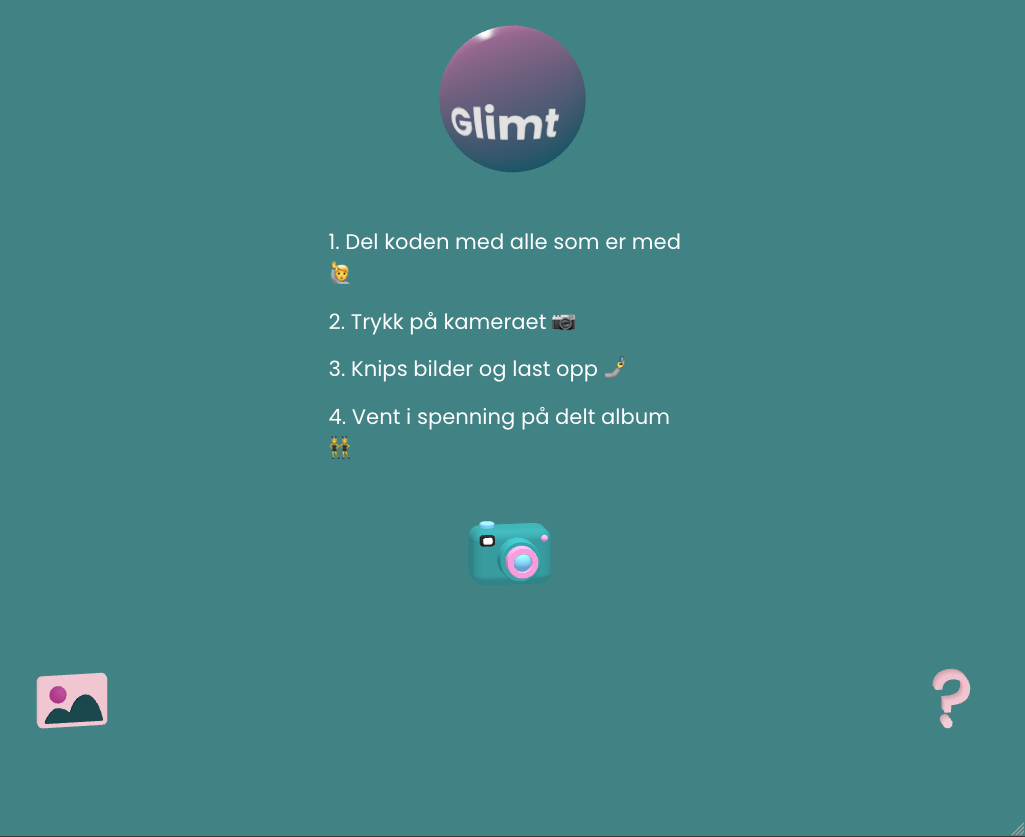 Glimt
1. Del koden med alle som er med
🙋
2. Trykk på kameraet 📷
3. Knips bilder og last opp 🤳
4. Vent i spenning på delt album
👯
?